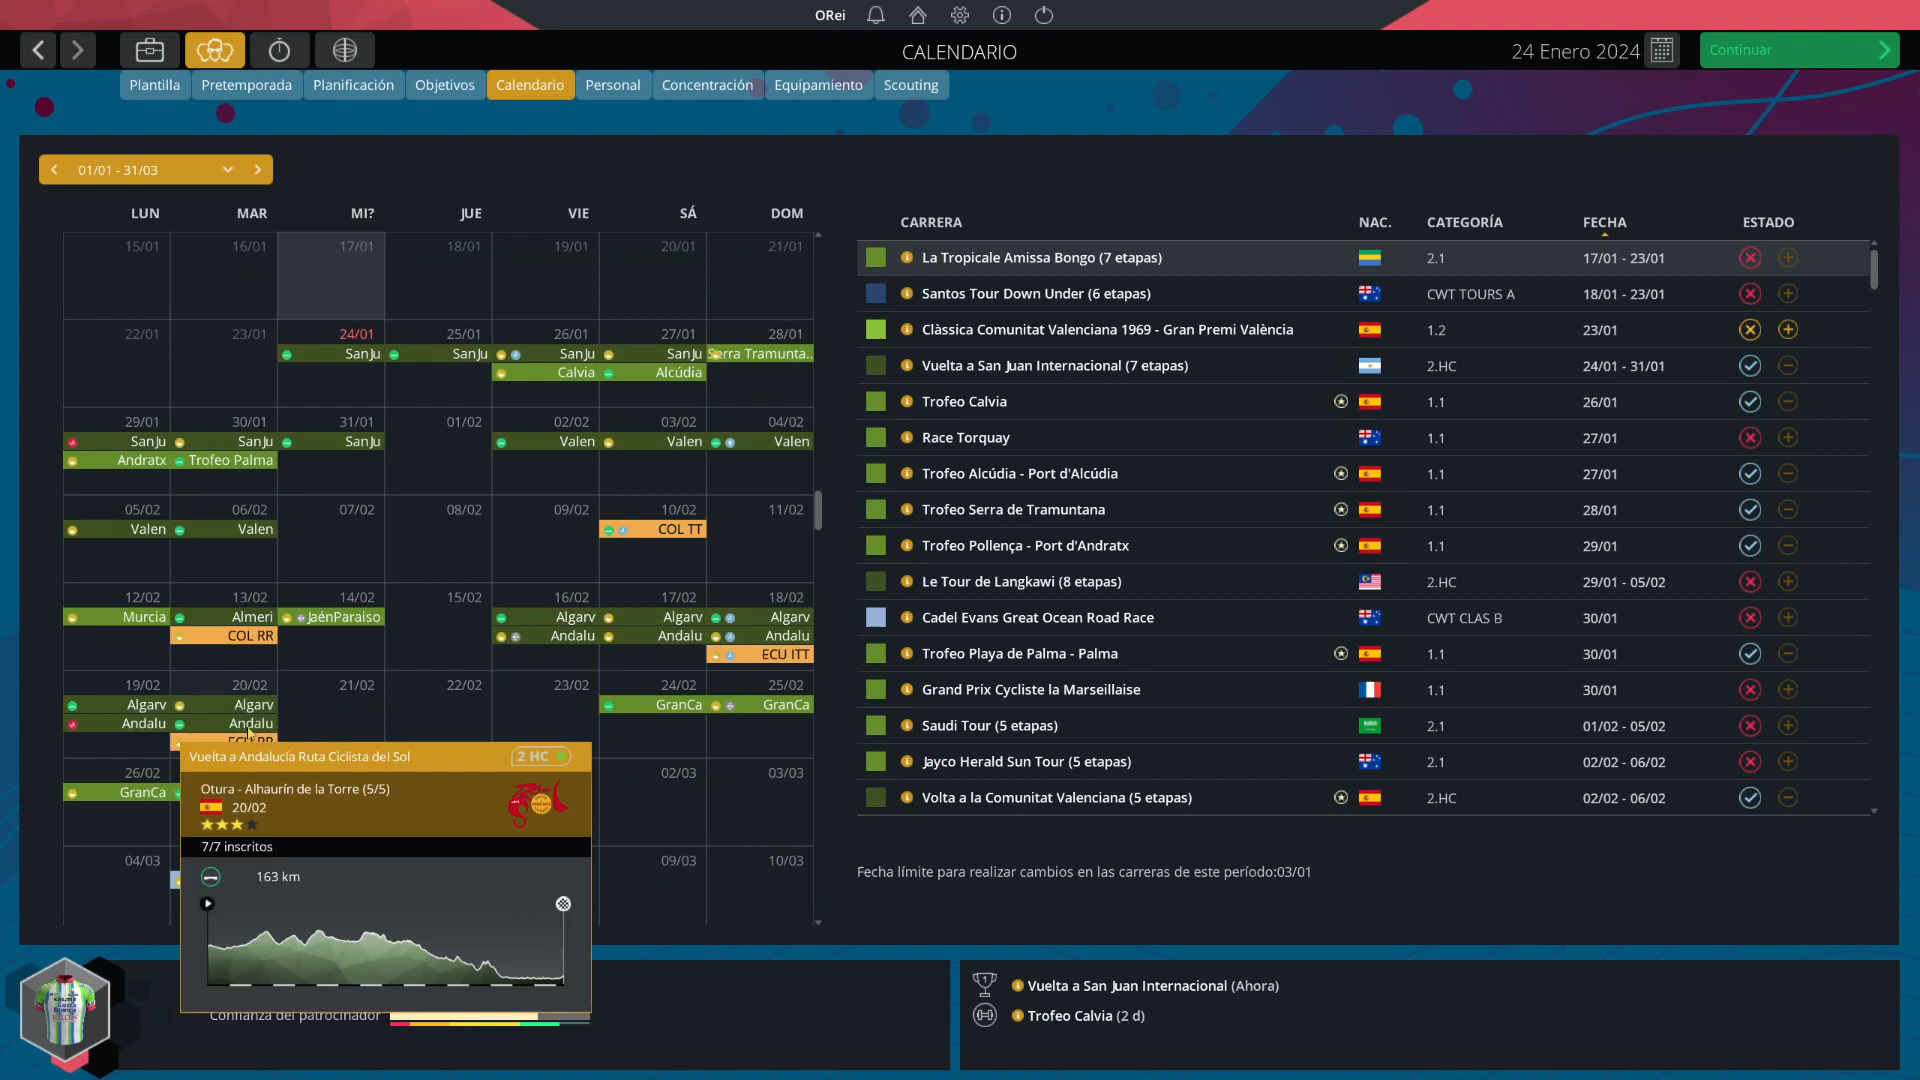 ORei
CALENDARIO
24 Enero 2024
Continuar
Plantilla
Pretemporada
Planificación
Objetivos
Calendario
Personal
Concentración
Equipamiento
Scouting
01/01 - 31/03
LUN MAR MI? JUE VIE SÁ DOM
15/01 16/01 17/01 18/01 19/01 20/01 21/01
22/01 23/01 24/01 25/01 26/01 27/01 28/01
SanJu SanJu SanJu SanJu Serra Tramunta..
Calvia Alcúdia
29/01 30/01 31/01 01/02 02/02 03/02 04/02
SanJu SanJu SanJu Valen Valen Valen
Andratx Trofeo Palma
05/02 06/02 07/02 08/02 09/02 10/02 11/02
Valen Valen COL TT
12/02 13/02 14/02 15/02 16/02 17/02 18/02
Murcia Almeri JaénParaiso Algarv Algarv Algarv
COL RR Andalu Andalu Andalu
ECU ITT
19/02 20/02 21/02 22/02 23/02 24/02 25/02
Algarv Algarv GranCa GranCa
Andalu Andalu
ECU RR
26/02 02/03 03/03
GranCa
04/03 09/03 10/03
Vuelta a Andalucía Ruta Ciclista del Sol 2 HC
Otura - Alhaurín de la Torre (5/5)
20/02
7/7 inscritos
163 km
CARRERA NAC. CATEGORÍA FECHA ESTADO
La Tropicale Amissa Bongo (7 etapas) 2.1 17/01 - 23/01
Santos Tour Down Under (6 etapas) CWT TOURS A 18/01 - 23/01
Clàssica Comunitat Valenciana 1969 - Gran Premi València 1.2 23/01
Vuelta a San Juan Internacional (7 etapas) 2.HC 24/01 - 31/01
Trofeo Calvia 1.1 26/01
Race Torquay 1.1 27/01
Trofeo Alcúdia - Port d'Alcúdia 1.1 27/01
Trofeo Serra de Tramuntana 1.1 28/01
Trofeo Pollença - Port d'Andratx 1.1 29/01
Le Tour de Langkawi (8 etapas) 2.HC 29/01 - 05/02
Cadel Evans Great Ocean Road Race CWT CLAS B 30/01
Trofeo Playa de Palma - Palma 1.1 30/01
Grand Prix Cycliste la Marseillaise 1.1 30/01
Saudi Tour (5 etapas) 2.1 01/02 - 05/02
Jayco Herald Sun Tour (5 etapas) 2.1 02/02 - 06/02
Volta a la Comunitat Valenciana (5 etapas) 2.HC 02/02 - 06/02
Fecha límite para realizar cambios en las carreras de este período:03/01
Confianza del patrocinador
Vuelta a San Juan Internacional (Ahora)
Trofeo Calvia (2 d)